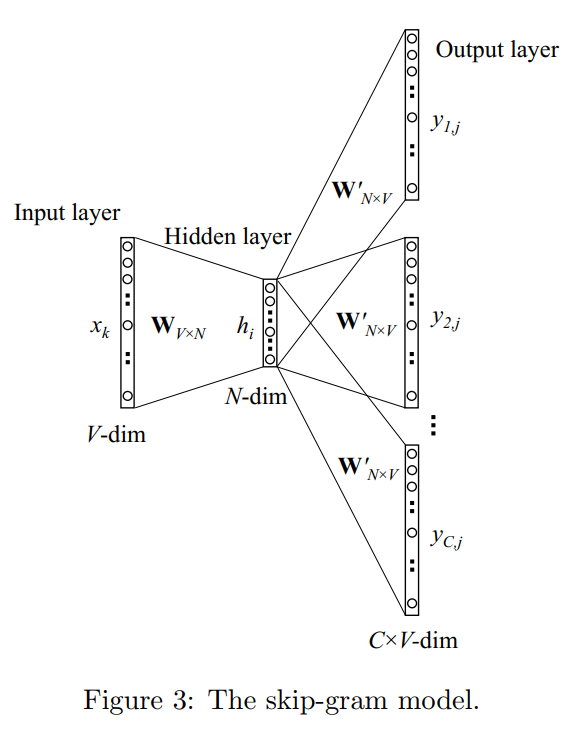 Output layer
y1,j
W'N×V
Input layer
Hidden layer
xk
WV×N
hi
W'N×V
y2,j
N-dim
V-dim
W'N×V
yC,j
C×V-dim
Figure 3: The skip-gram model.